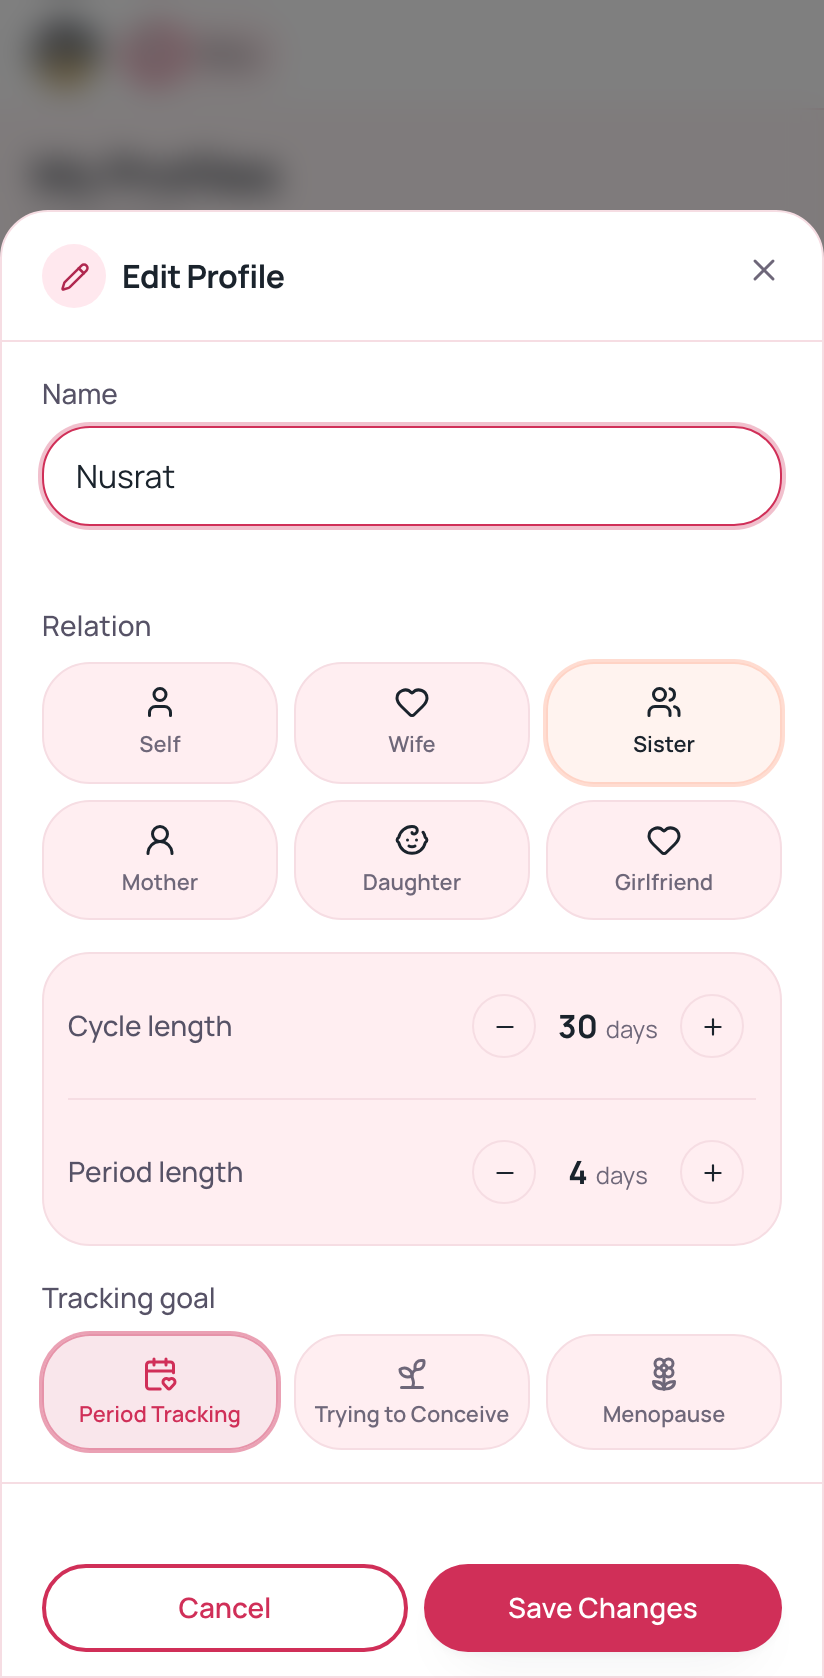 Edit Profile
Name
Nusrat
Relation
Self
Wife
Sister
Mother
Daughter
Girlfriend
Cycle length
30 days
Period length
4 days
Tracking goal
Period Tracking
Trying to Conceive
Menopause
Cancel
Save Changes